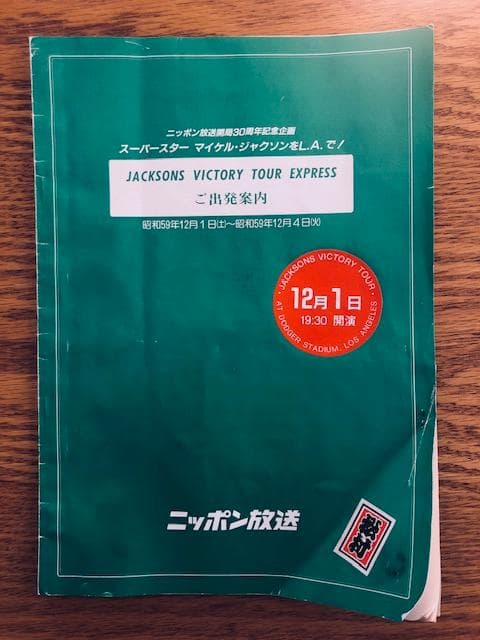 ニッポン放送開局30周年記念企画
スーパースター マイケル・ジャクソンをL.A.で!
JACKSONS VICTORY TOUR EXPRESS
ご出発案内
昭和59年12月1日(土)〜昭和59年12月4日(火)
・JACKSONS VICTORY TOUR・
12月1日
19:30 開演
AT DODGER STADIUM, LOS ANGELES
ニッポン放送